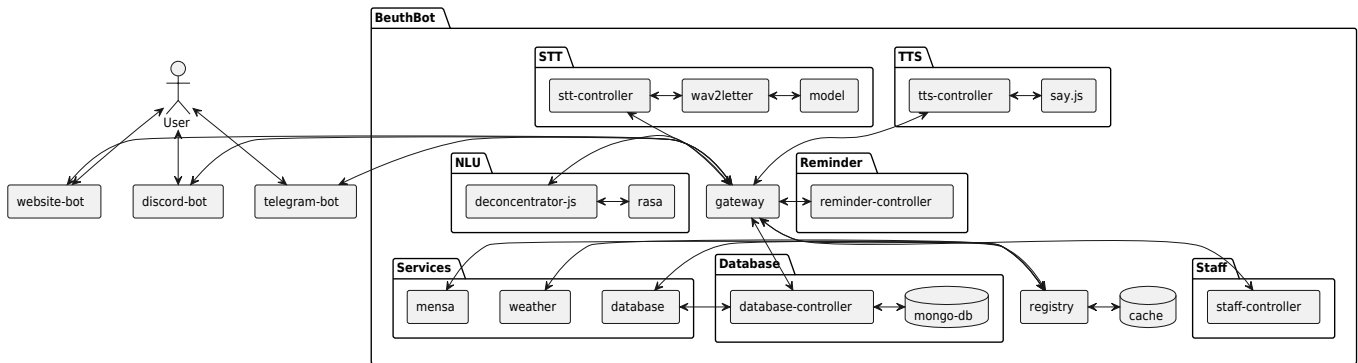 BeuthBot
STT
TTS
stt-controller
wav2letter
model
tts-controller
say.js
User
NLU
Reminder
website-bot
discord-bot
telegram-bot
deconcentrator-js
rasa
gateway
reminder-controller
Services
Database
Staff
mensa
weather
database
database-controller
mongo-db
registry
cache
staff-controller